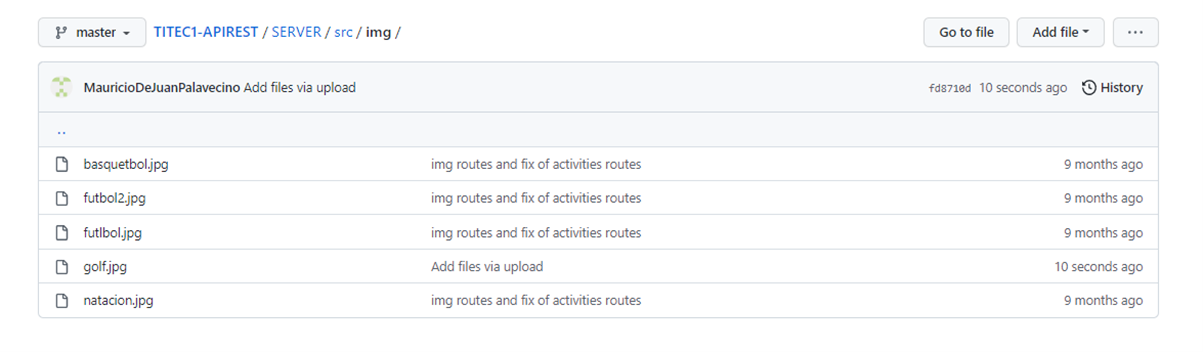 master TITEC1-APIREST / SERVER / src / img / Go to file Add file ...
MauricioDeJuanPalavecino Add files via upload fd8710d 10 seconds ago History
..
basquetbol.jpg img routes and fix of activities routes 9 months ago
futbol2.jpg img routes and fix of activities routes 9 months ago
futlbol.jpg img routes and fix of activities routes 9 months ago
golf.jpg Add files via upload 10 seconds ago
natacion.jpg img routes and fix of activities routes 9 months ago